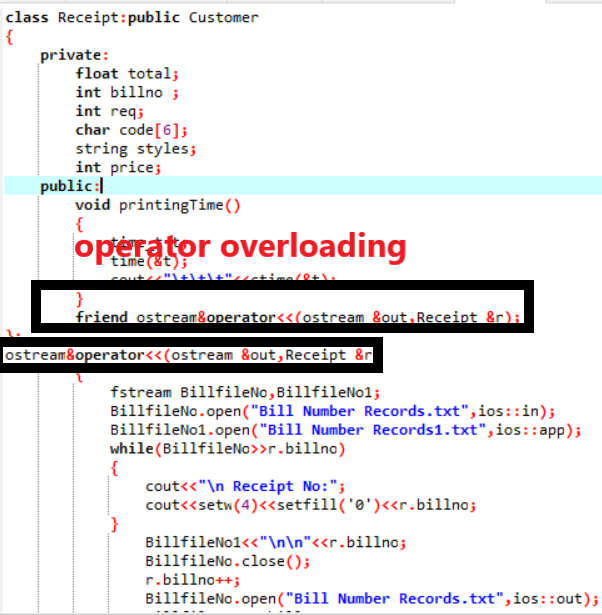 class Receipt:public Customer
{
private:
float total;
int billno ;
int req;
char code[6];
string styles;
int price;
public:
void printingTime()
{
operator overloading
time(&t);
cout<<"\t\t\t"<<ctime(&t);
}
friend ostream&operator<<(ostream &out,Receipt &r);
};
ostream&operator<<(ostream &out,Receipt &r
{
fstream BillfileNo,BillfileNo1;
BillfileNo.open("Bill Number Records.txt",ios::in);
BillfileNo1.open("Bill Number Records1.txt",ios::app);
while(BillfileNo>>r.billno)
{
cout<<"\n Receipt No:";
cout<<setw(4)<<setfill('0')<<r.billno;
}
BillfileNo1<<"\n\n"<<r.billno;
BillfileNo.close();
r.billno++;
BillfileNo.open("Bill Number Records.txt",ios::out);